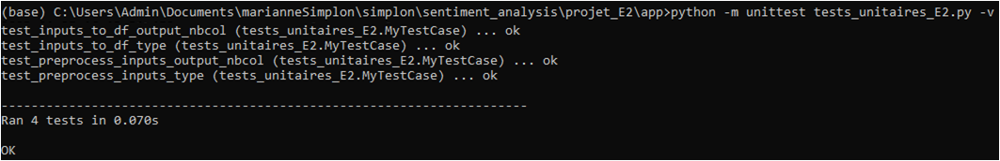 (base) C:\Users\Admin\Documents\marianneSimplon\simplon\sentiment_analysis\projet_E2\app>python -m unittest tests_unitaires_E2.py -v
test_inputs_to_df_output_nbcol (tests_unitaires_E2.MyTestCase) ... ok
test_inputs_to_df_type (tests_unitaires_E2.MyTestCase) ... ok
test_preprocess_inputs_output_nbcol (tests_unitaires_E2.MyTestCase) ... ok
test_preprocess_inputs_type (tests_unitaires_E2.MyTestCase) ... ok
----------------------------------------------------------------------
Ran 4 tests in 0.070s
OK